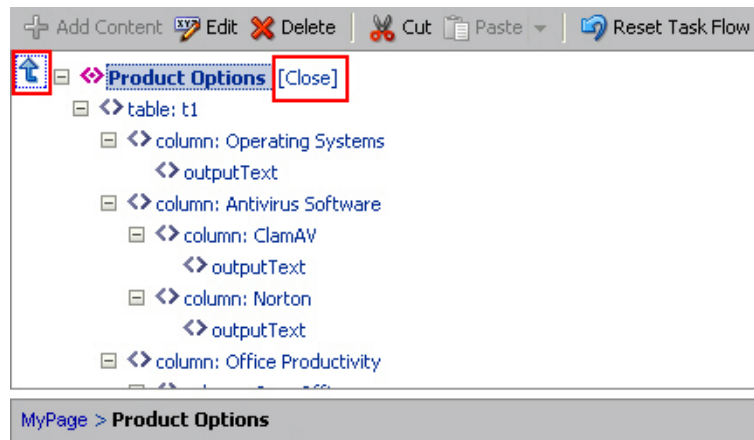 Add Content Edit Delete Cut Paste Reset Task Flow
Product Options [Close]
table: t1
column: Operating Systems
outputText
column: Antivirus Software
column: ClamAV
outputText
column: Norton
outputText
column: Office Productivity
MyPage > Product Options